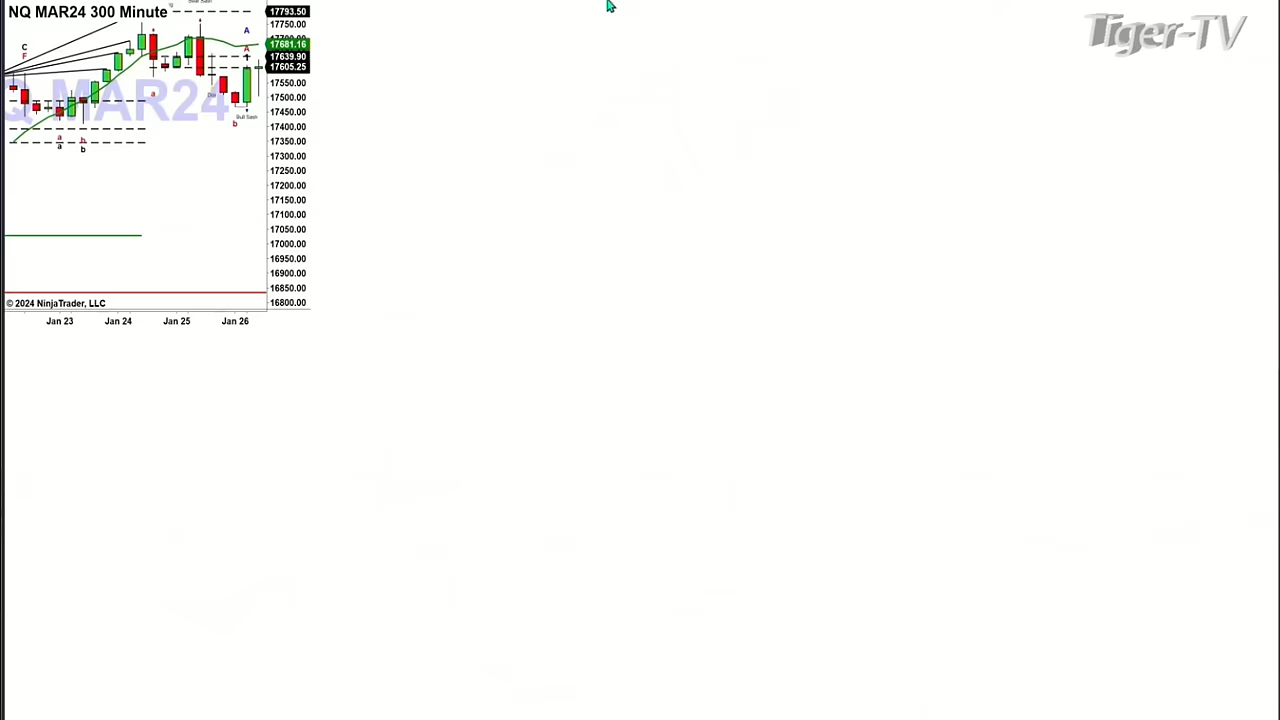 NQ MAR24 300 Minute
Tiger-TV
17793.50
17750.00
17681.16
17639.90
17605.25
17550.00
17500.00
17450.00
17400.00
17350.00
17300.00
17250.00
17200.00
17150.00
17100.00
17050.00
17000.00
16950.00
16900.00
16850.00
16800.00
C
F
A
A
a
Bull Sash
b
a
a
b
b
Q MAR24
© 2024 NinjaTrader, LLC
Jan 23 Jan 24 Jan 25 Jan 26